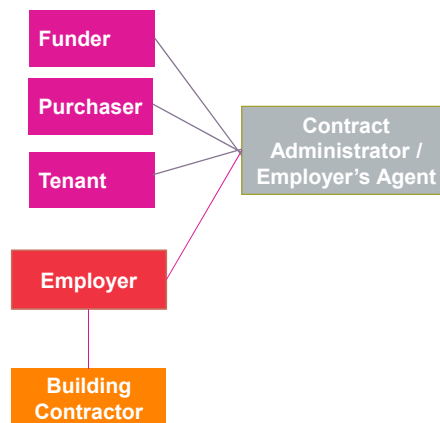 Funder
Purchaser
Tenant
Contract
Administrator /
Employer's Agent
Employer
Building
Contractor